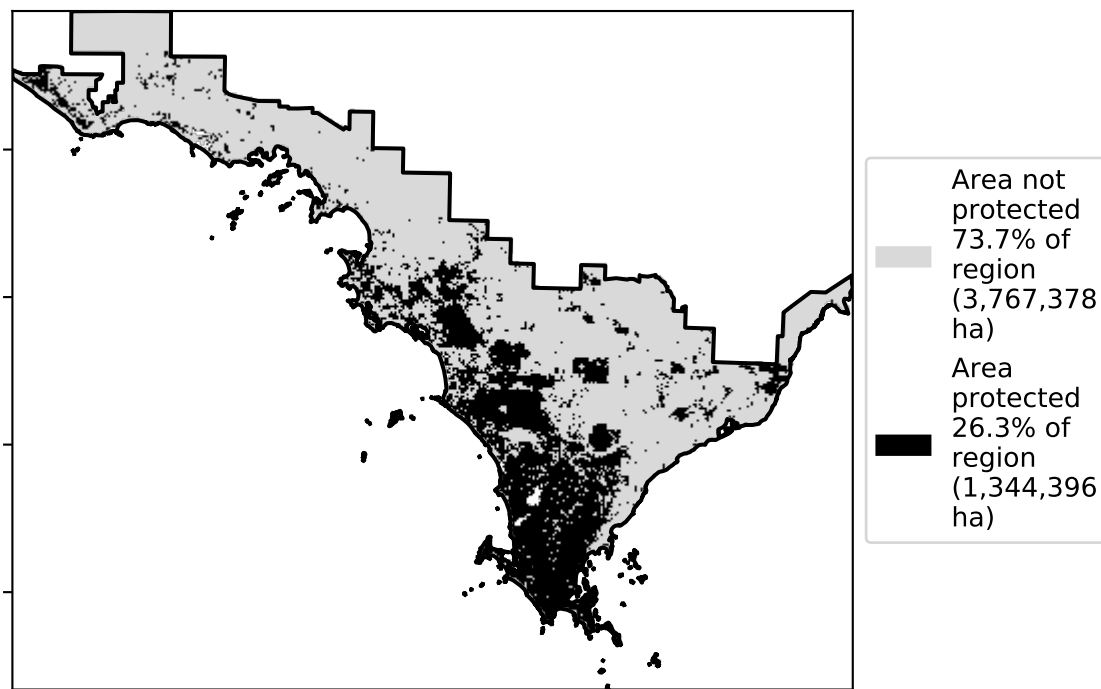 Area not
protected
73.7% of
region
(3,767,378
ha)
Area
protected
26.3% of
region
(1,344,396
ha)